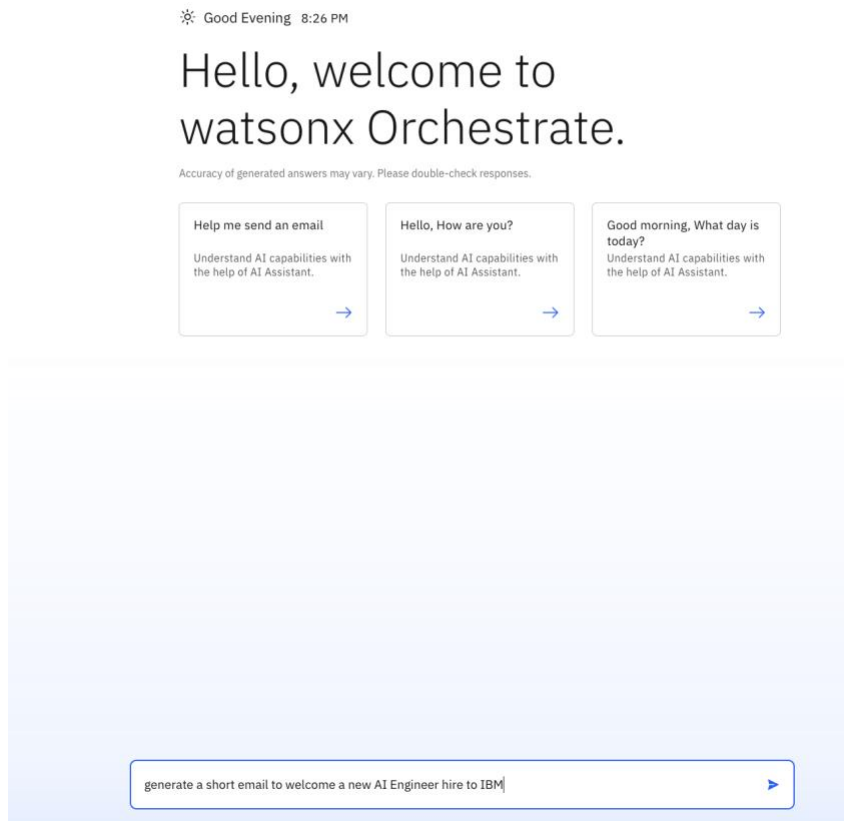 Good Evening 8:26 PM
Hello, welcome to
watsonx Orchestrate.
Accuracy of generated answers may vary. Please double-check responses.
Help me send an email
Understand AI capabilities with
the help of AI Assistant.
Hello, How are you?
Understand AI capabilities with
the help of AI Assistant.
Good morning, What day is
today?
Understand AI capabilities with
the help of AI Assistant.
generate a short email to welcome a new AI Engineer hire to IBM